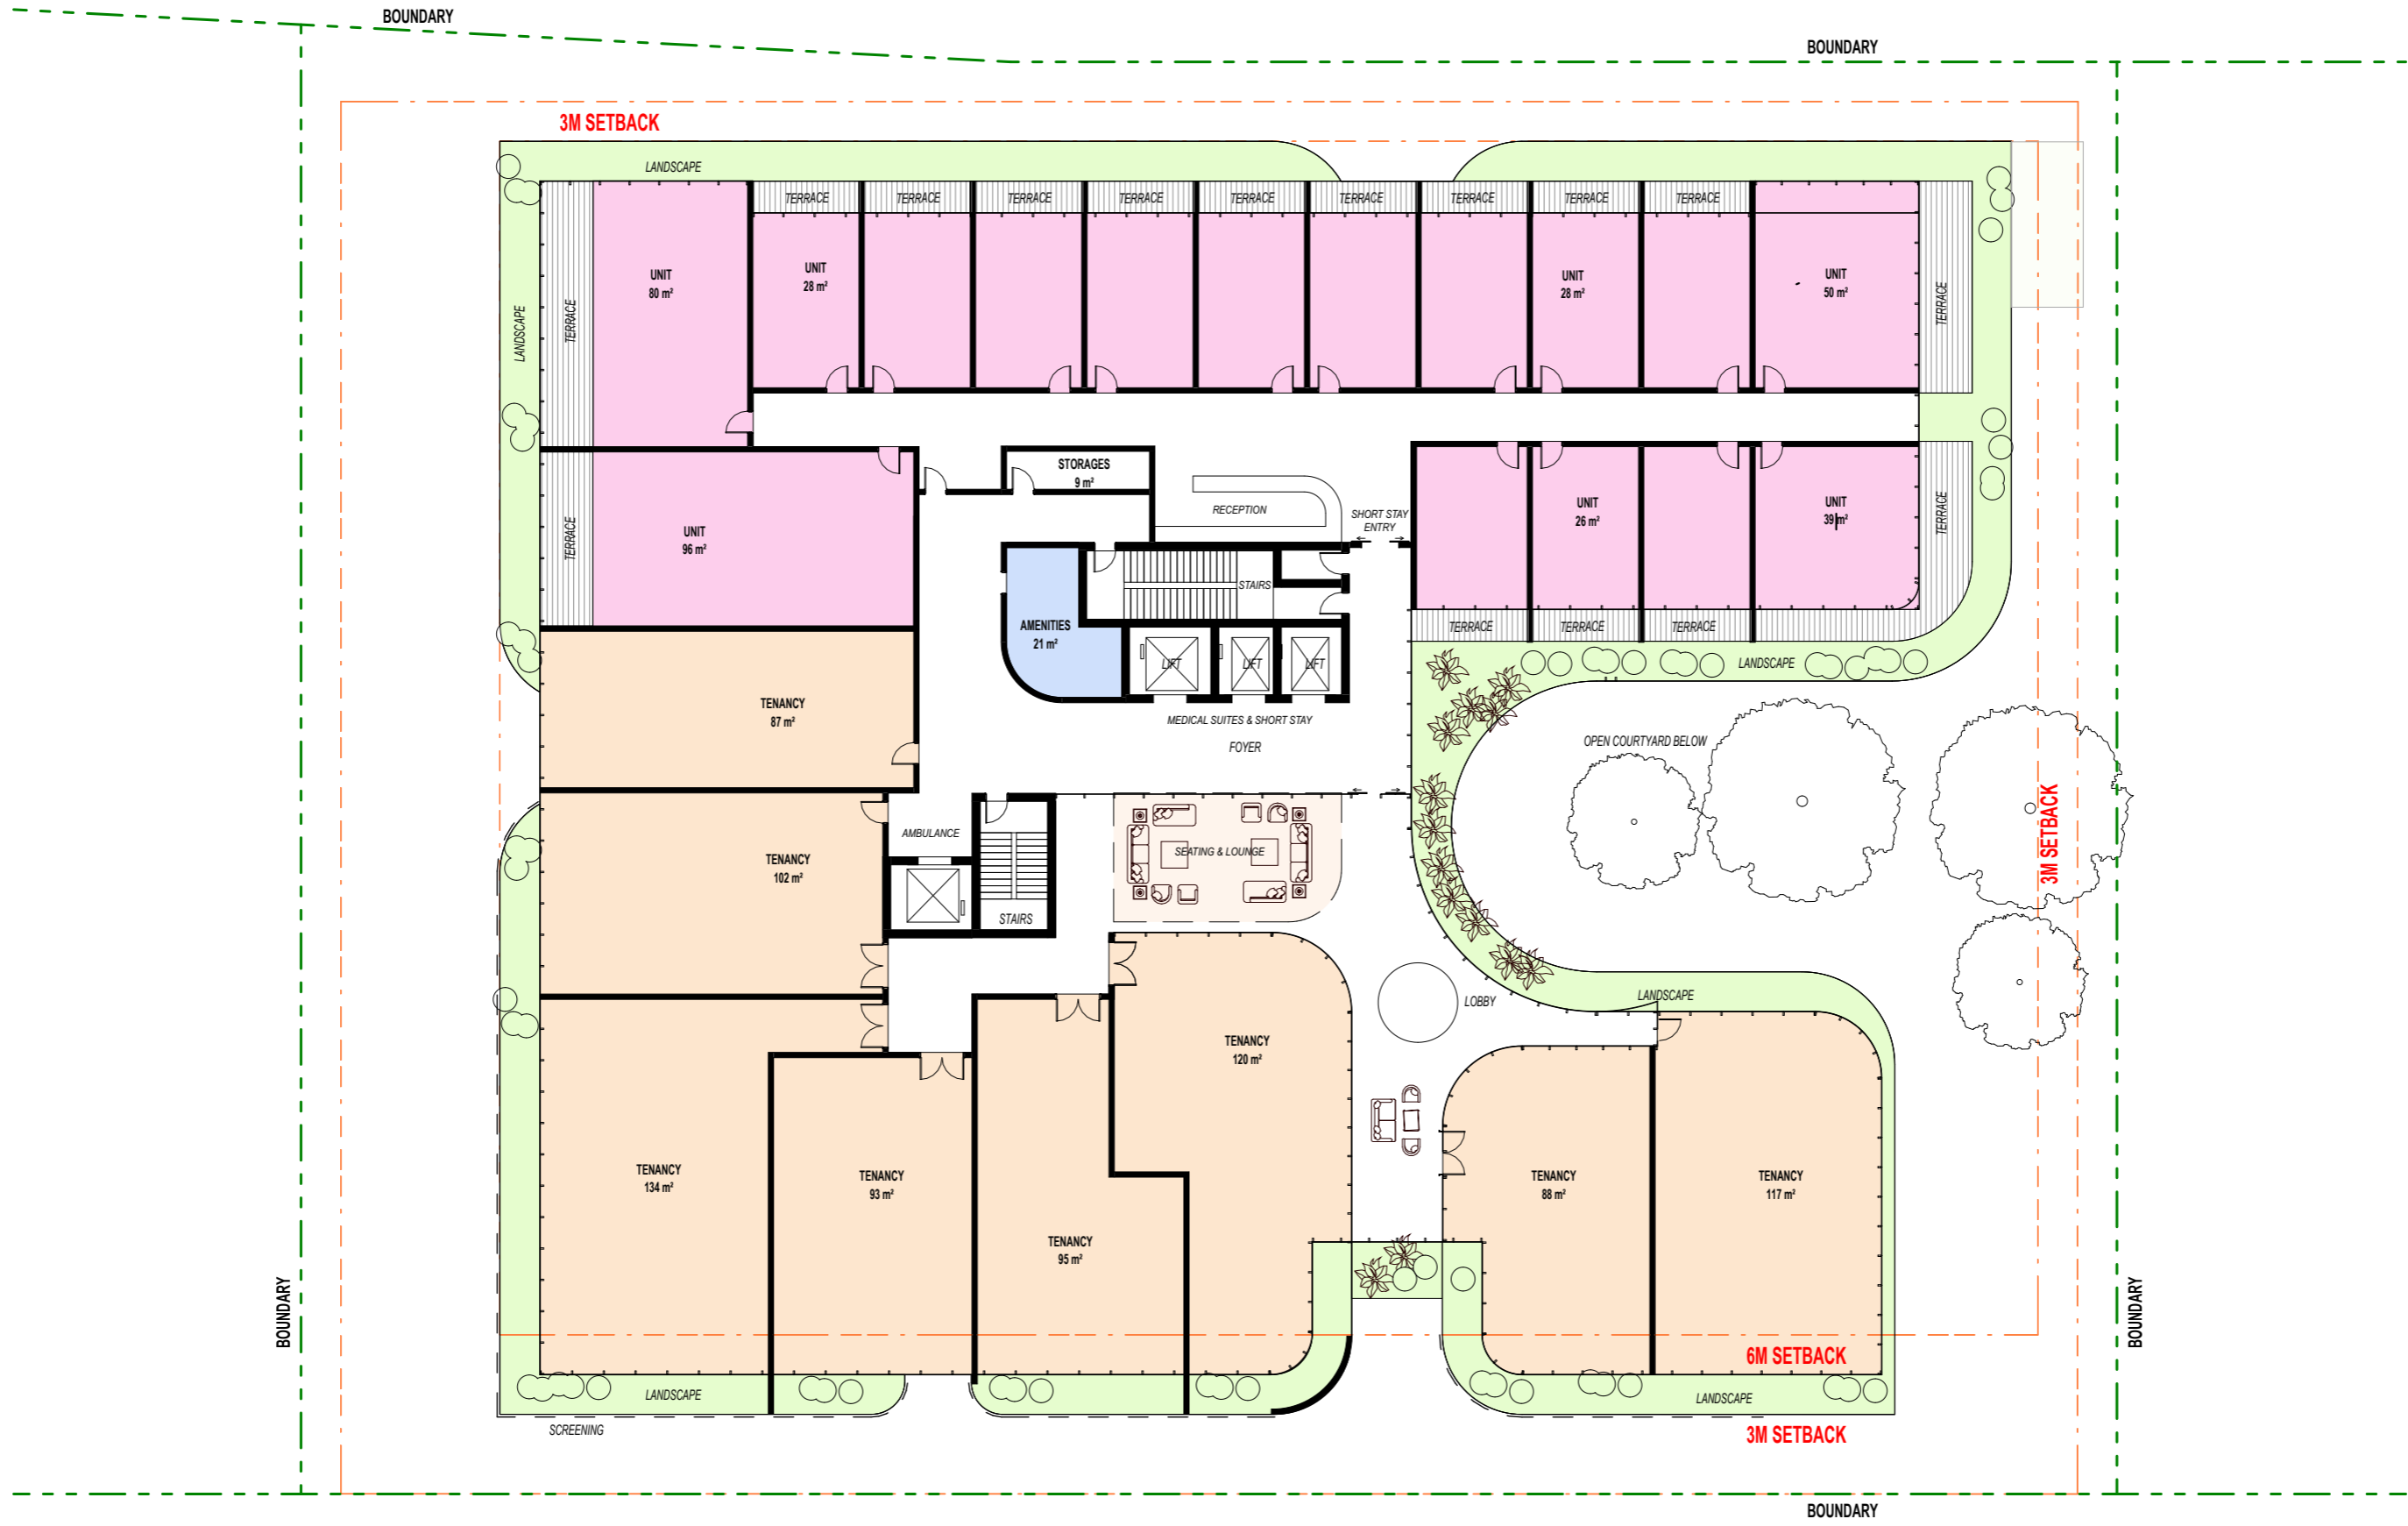 BOUNDARY
BOUNDARY
3M SETBACK
LANDSCAPE
TERRACE
TERRACE
TERRACE
TERRACE
TERRACE
TERRACE
TERRACE
TERRACE
TERRACE
UNIT
80 m²
UNIT
28 m²
UNIT
28 m²
UNIT
50 m²
LANDSCAPE
TERRACE
TERRACE
STORAGES
9 m²
RECEPTION
SHORT STAY
ENTRY
UNIT
96 m²
TERRACE
UNIT
26 m²
UNIT
39 m²
TERRACE
STAIRS
AMENITIES
21 m²
TERRACE
TERRACE
TERRACE
LIFT
LIFT
LIFT
LANDSCAPE
TENANCY
87 m²
MEDICAL SUITES & SHORT STAY
FOYER
OPEN COURTYARD BELOW
3M SETBACK
AMBULANCE
SEATING & LOUNGE
TENANCY
102 m²
STAIRS
LANDSCAPE
LOBBY
TENANCY
120 m²
TENANCY
134 m²
TENANCY
93 m²
TENANCY
88 m²
TENANCY
117 m²
TENANCY
95 m²
BOUNDARY
BOUNDARY
6M SETBACK
LANDSCAPE
LANDSCAPE
SCREENING
3M SETBACK
BOUNDARY